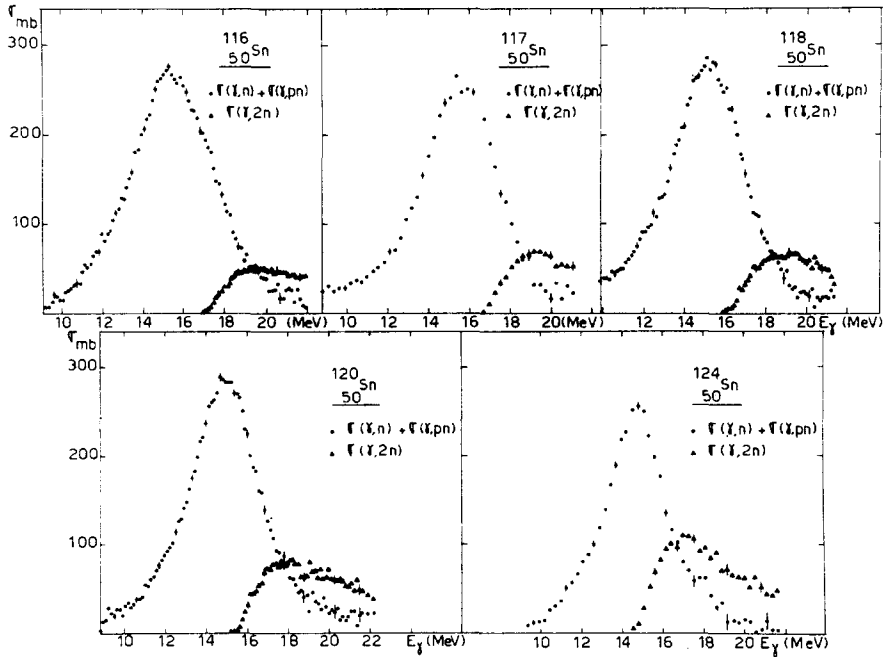 σmb
300
200
100
116
50Sn
• σ(γ,n) + σ(γ,pn)
▲ σ(γ,2n)
117
50Sn
• σ(γ,n) + σ(γ,pn)
▲ σ(γ,2n)
118
50Sn
• σ(γ,n) + σ(γ,pn)
▲ σ(γ,2n)
10 12 14 16 18 20 (MeV)
10 12 14 16 18 20 (MeV)
10 12 14 16 18 20 Eγ (MeV)
σmb
300
200
100
120
50Sn
• σ(γ,n) + σ(γ,pn)
▲ σ(γ,2n)
124
50Sn
• σ(γ,n) + σ(γ,pn)
▲ σ(γ,2n)
10 12 14 16 18 20 22 Eγ (MeV)
10 12 14 16 18 20 Eγ (MeV)